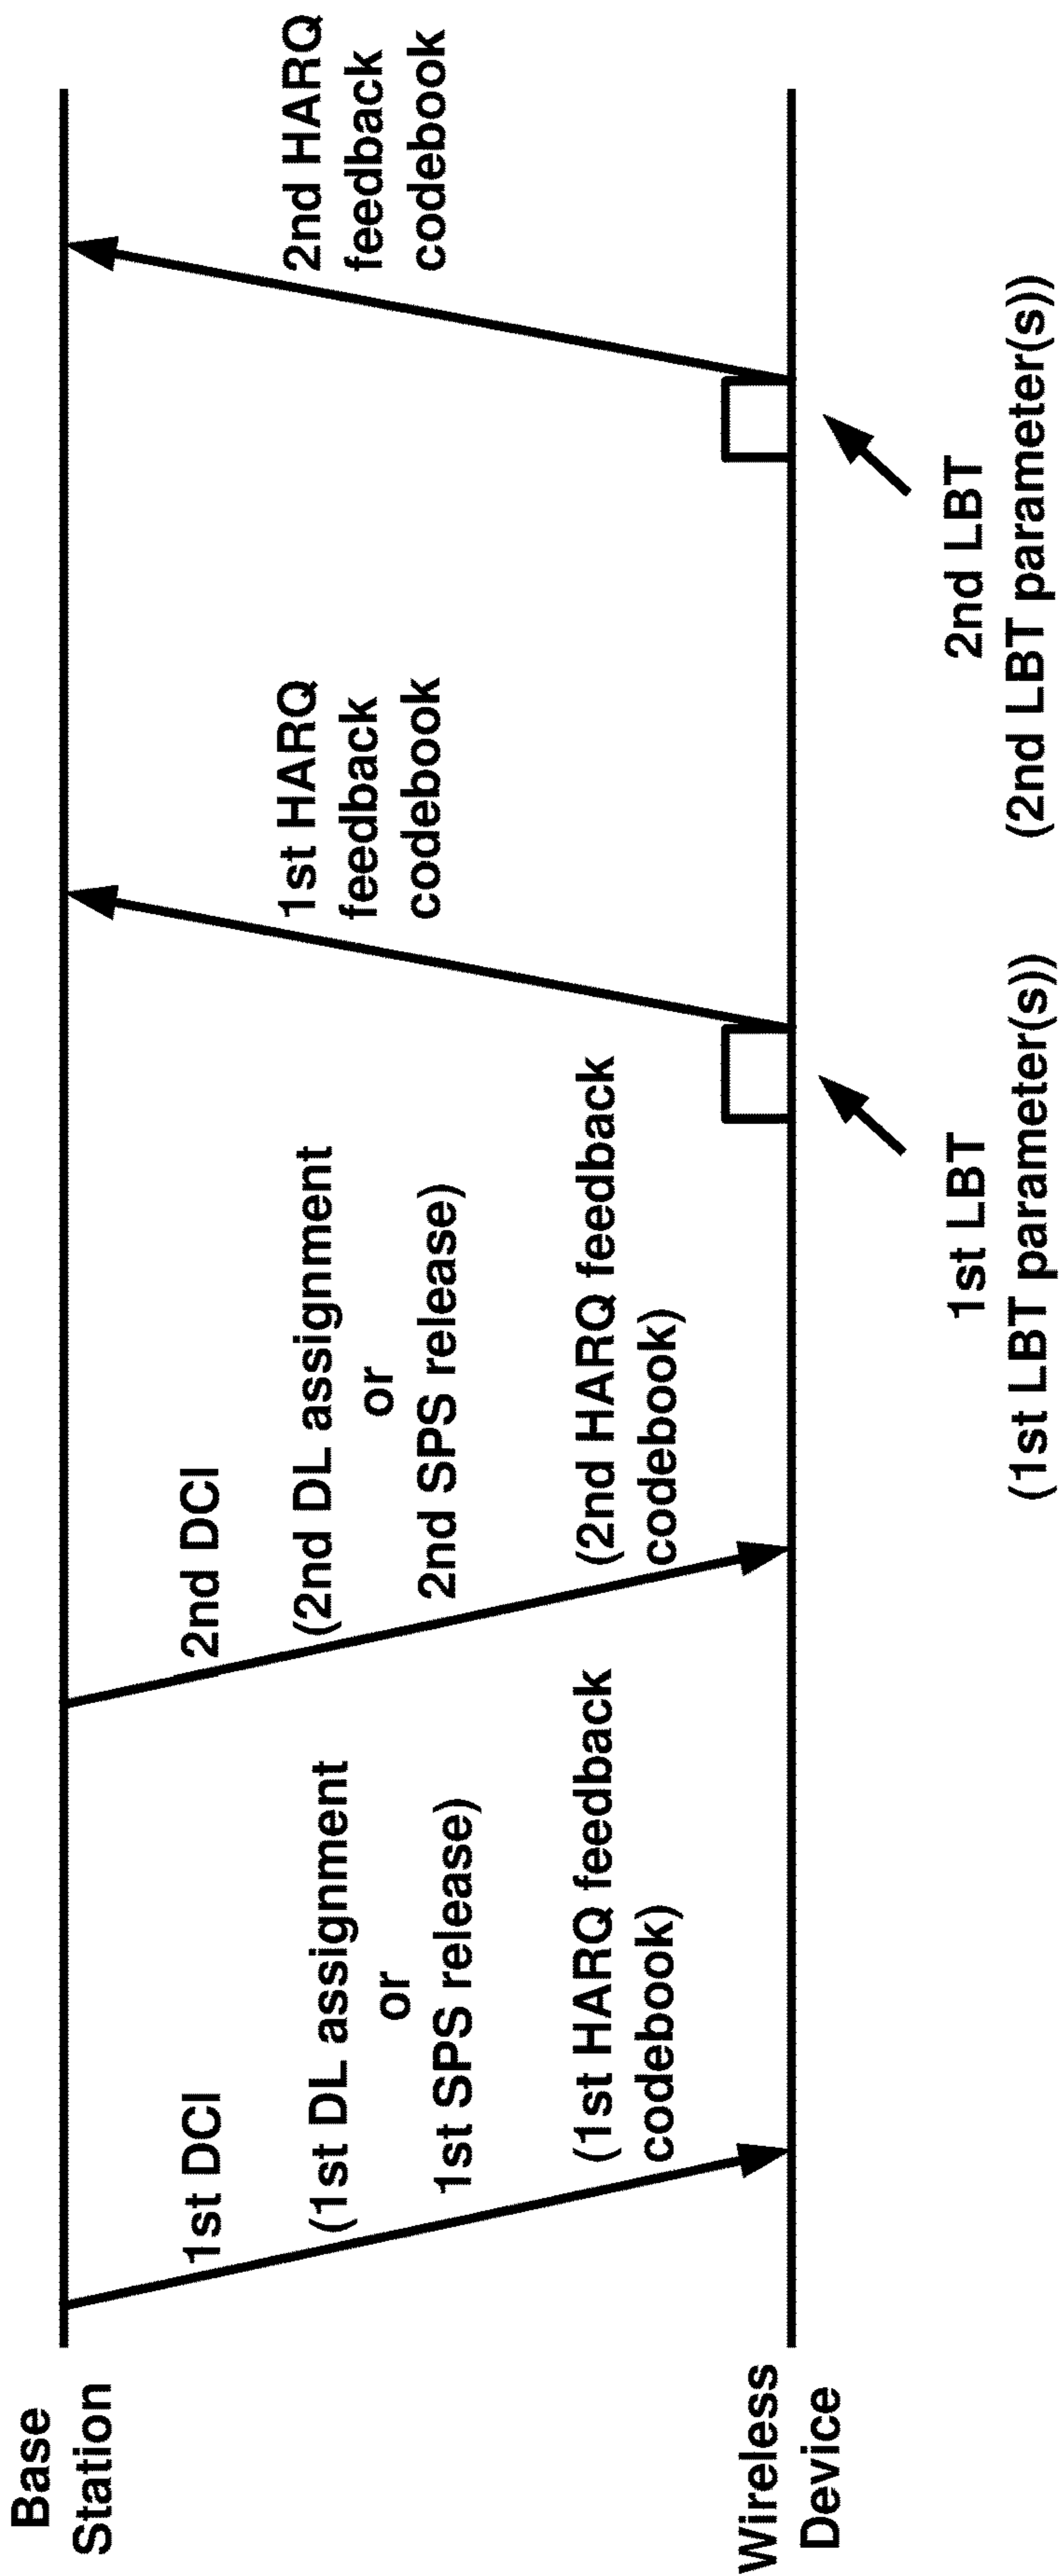 Base
Station
1st DCI
(1st DL assignment
or
1st SPS release)
(1st HARQ feedback
codebook)
2nd DCI
(2nd DL assignment
or
2nd SPS release)
(2nd HARQ feedback
codebook)
1st HARQ
feedback
codebook
2nd HARQ
feedback
codebook
Wireless
Device
1st LBT
(1st LBT parameter(s))
2nd LBT
(2nd LBT parameter(s))